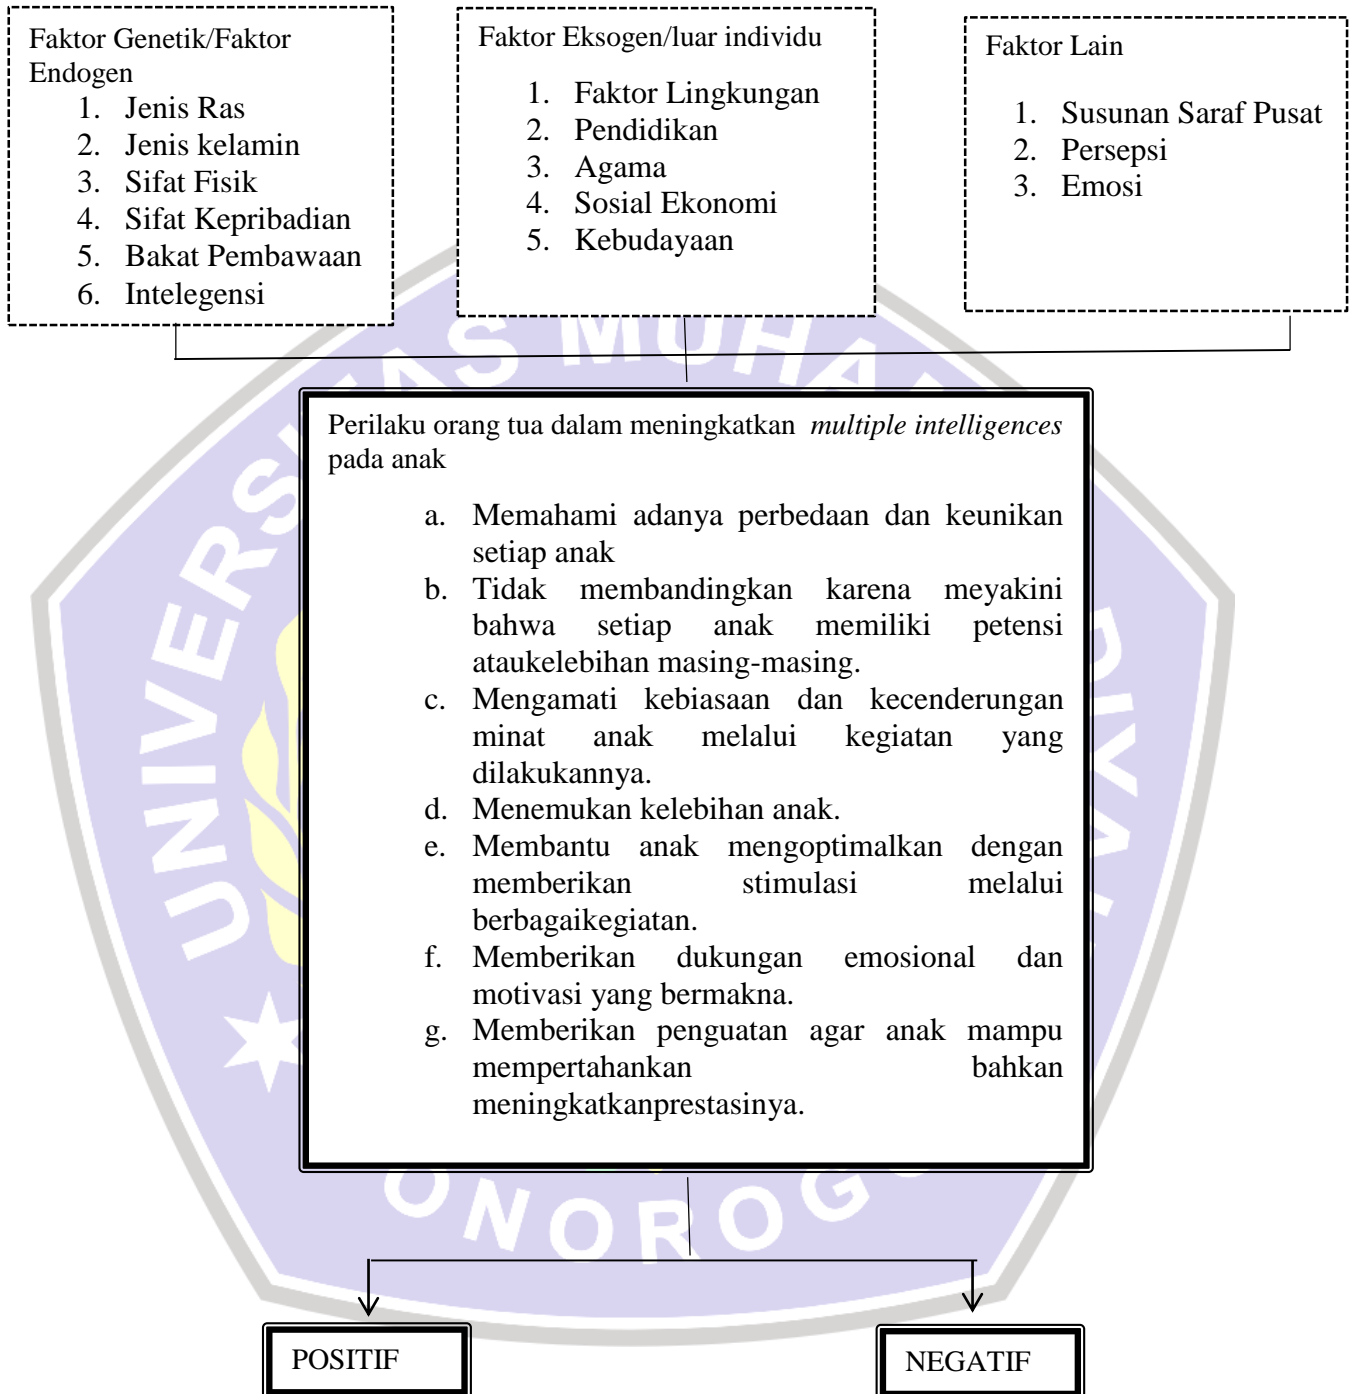 Faktor Genetik/Faktor
Endogen
1. Jenis Ras
2. Jenis kelamin
3. Sifat Fisik
4. Sifat Kepribadian
5. Bakat Pembawaan
6. Intelegensi
Faktor Eksogen/luar individu
1. Faktor Lingkungan
2. Pendidikan
3. Agama
4. Sosial Ekonomi
5. Kebudayaan
Faktor Lain
1. Susunan Saraf Pusat
2. Persepsi
3. Emosi
Perilaku orang tua dalam meningkatkan multiple intelligences
pada anak
a. Memahami adanya perbedaan dan keunikan
setiap anak
b. Tidak membandingkan karena meyakini
bahwa setiap anak memiliki petensi
ataukelebihan masing-masing.
c. Mengamati kebiasaan dan kecenderungan
minat anak melalui kegiatan yang
dilakukannya.
d. Menemukan kelebihan anak.
e. Membantu anak mengoptimalkan dengan
memberikan stimulasi melalui
berbagaikegiatan.
f. Memberikan dukungan emosional dan
motivasi yang bermakna.
g. Memberikan penguatan agar anak mampu
mempertahankan bahkan
meningkatkanprestasinya.
POSITIF
NEGATIF